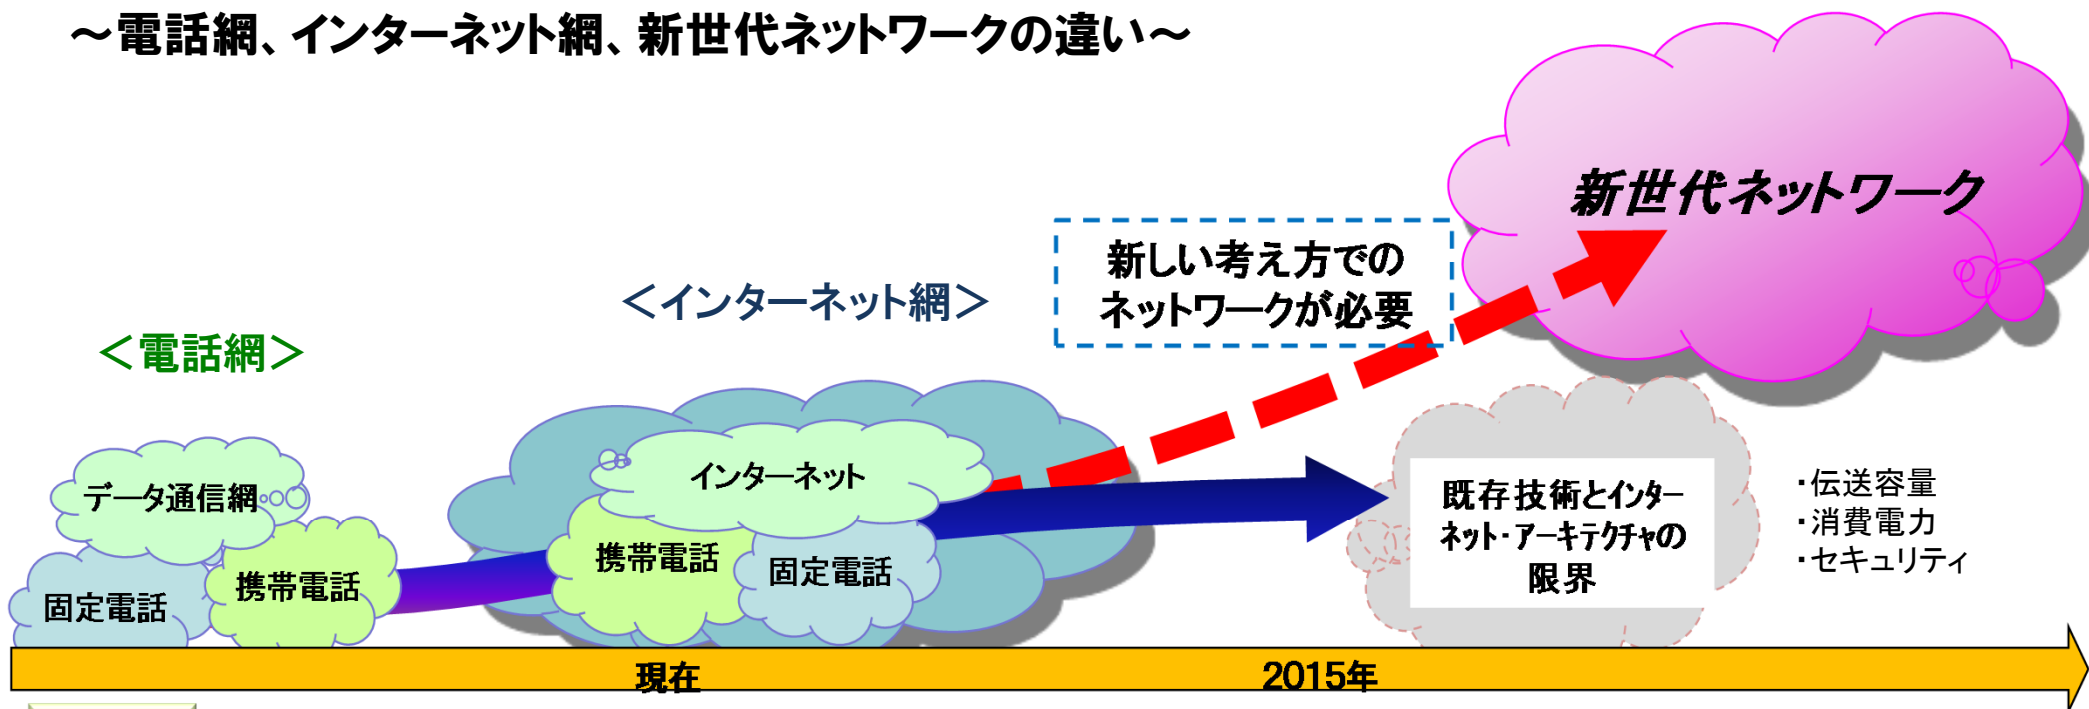 ～電話網、インターネット網、新世代ネットワークの違い～
新世代ネットワーク
新しい考え方での
ネットワークが必要
＜インターネット網＞
＜電話網＞
データ通信網
固定電話
携帯電話
インターネット
携帯電話
固定電話
既存技術とインター
ネット・アーキテクチャの
限界
・伝送容量
・消費電力
・セキュリティ
現在
2015年